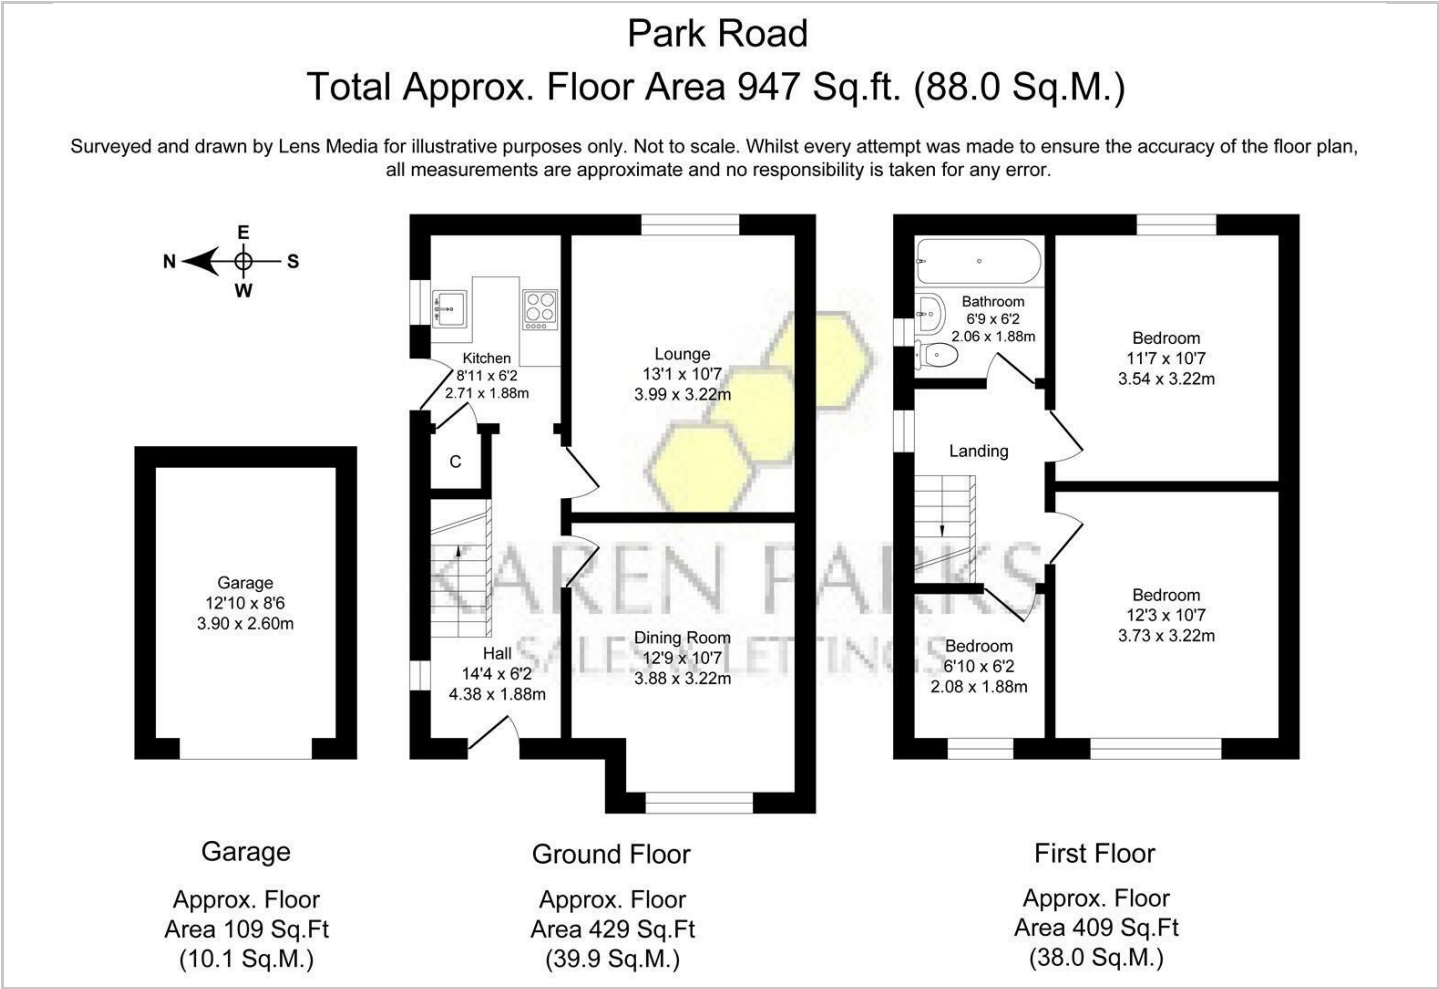 Park Road
Total Approx. Floor Area 947 Sq.ft. (88.0 Sq.M.)
Surveyed and drawn by Lens Media for illustrative purposes only. Not to scale. Whilst every attempt was made to ensure the accuracy of the floor plan,
all measurements are approximate and no responsibility is taken for any error.
E
N
S
W
Garage
12'10 x 8'6
3.90 x 2.60m
Kitchen
8'11 x 6'2
2.71 x 1.88m
C
Lounge
13'1 x 10'7
3.99 x 3.22m
Hall
14'4 x 6'2
4.38 x 1.88m
Dining Room
12'9 x 10'7
3.88 x 3.22m
Bathroom
6'9 x 6'2
2.06 x 1.88m
Bedroom
11'7 x 10'7
3.54 x 3.22m
Landing
Bedroom
12'3 x 10'7
3.73 x 3.22m
Bedroom
6'10 x 6'2
2.08 x 1.88m
KAREN PARKS
SALES & LETTINGS
Garage
Approx. Floor
Area 109 Sq.Ft
(10.1 Sq.M.)
Ground Floor
Approx. Floor
Area 429 Sq.Ft
(39.9 Sq.M.)
First Floor
Approx. Floor
Area 409 Sq.Ft
(38.0 Sq.M.)